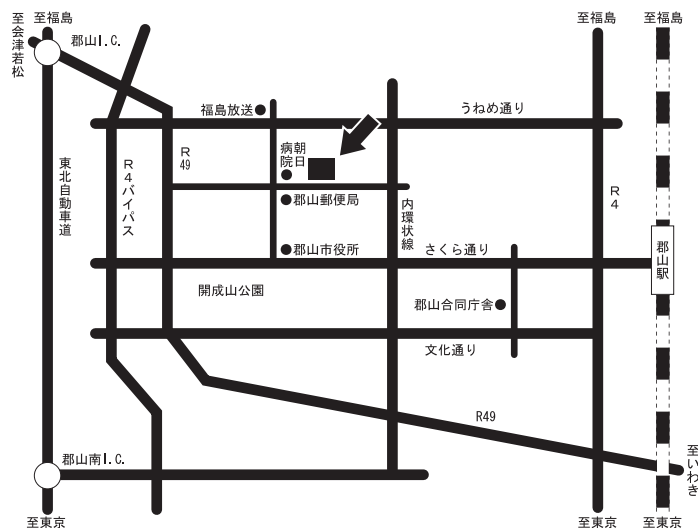 至福島
至会津若松
郡山I.C.
至福島
至福島
福島放送
うねめ通り
R49
朝日病院
東北自動車道
R4バイパス
郡山郵便局
内環状線
R4
郡山市役所
さくら通り
郡山駅
開成山公園
郡山合同庁舎
文化通り
R49
郡山南I.C.
至いわき
至東京
至東京
至東京